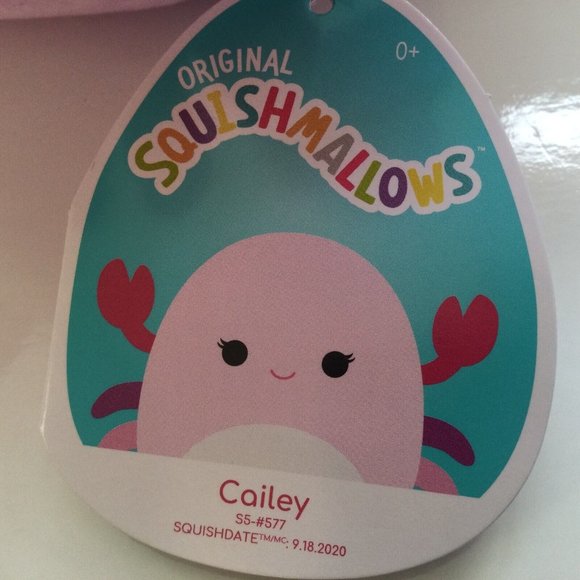 0+
ORIGINAL
SQUISHMALLOWS™
Cailey
S5-#577
SQUISHDATE™/MC: 9.18.2020